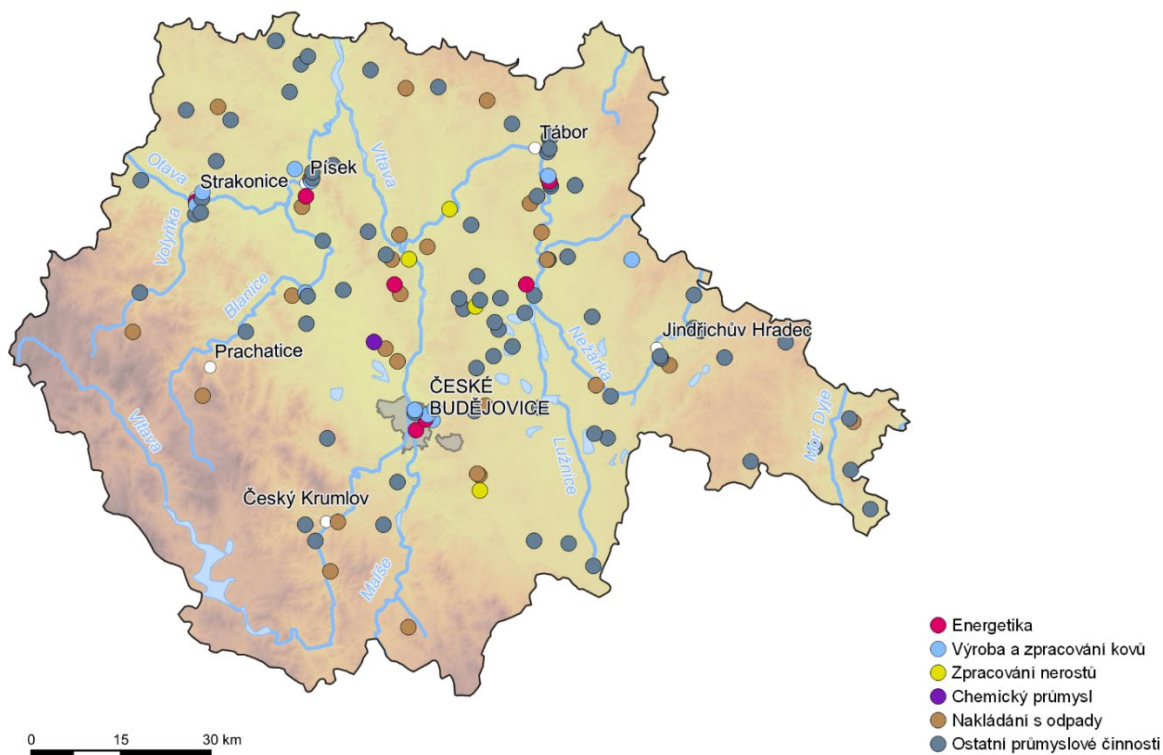 Tábor
Vltava
Otava
Písek
Strakonice
Volyňka
Blanice
Jindřichův Hradec
Nežárka
Prachatice
ČESKÉ
BUDĚJOVICE
Vltava
Lužnice
Mor. Dyje
Český Krumlov
Malše
Energetika
Výroba a zpracování kovů
Zpracování nerostů
Chemický průmysl
Nakládání s odpady
Ostatní průmyslové činnosti
0 15 30 km